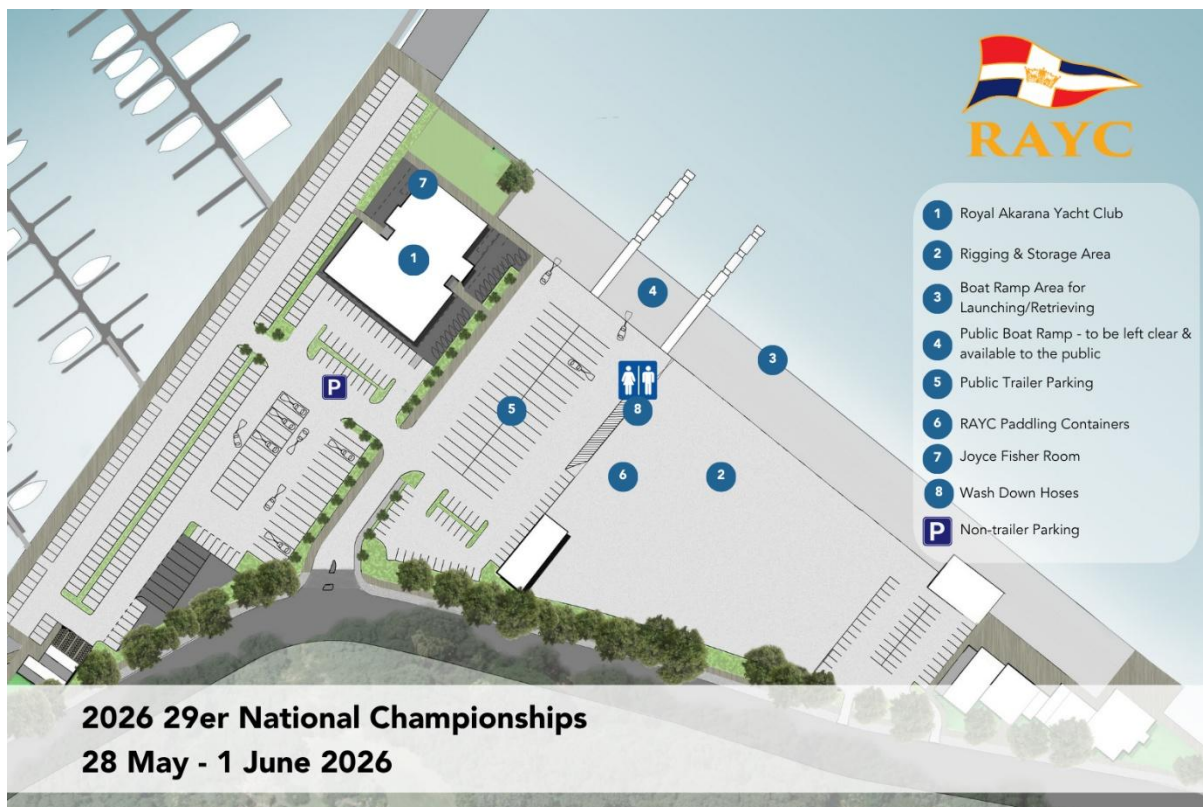 RAYC
7
1
4
3
P
5
8
6
2
1 Royal Akarana Yacht Club
2 Rigging & Storage Area
3 Boat Ramp Area for
Launching/Retrieving
4 Public Boat Ramp - to be left clear &
available to the public
5 Public Trailer Parking
6 RAYC Paddling Containers
7 Joyce Fisher Room
8 Wash Down Hoses
P Non-trailer Parking
2026 29er National Championships
28 May - 1 June 2026